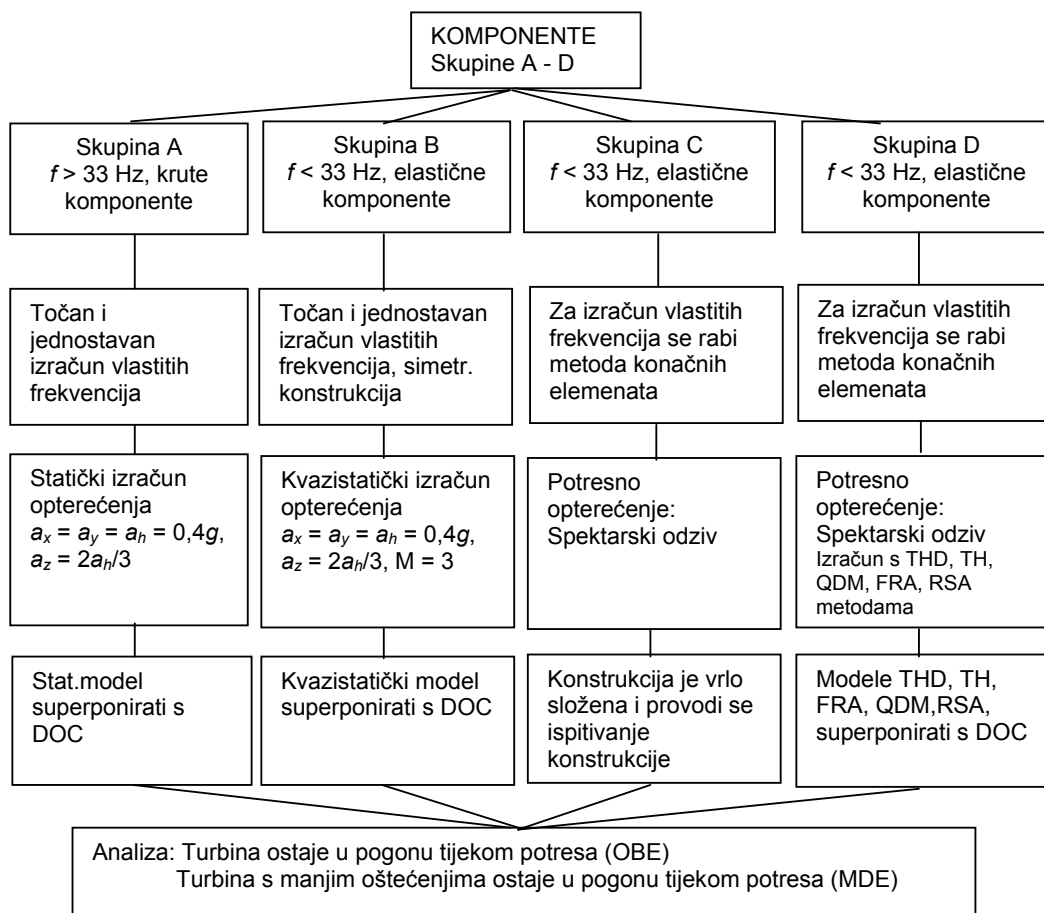 KOMPONENTE
Skupine A - D
Skupina A
f > 33 Hz, krute
komponente
Skupina B
f < 33 Hz, elastične
komponente
Skupina C
f < 33 Hz, elastične
komponente
Skupina D
f < 33 Hz, elastične
komponente
Točan i
jednostavan
izračun vlastitih
frekvencija
Točan i jednostavan
izračun vlastitih
frekvencija, simetr.
konstrukcija
Za izračun vlastitih
frekvencija se rabi
metoda konačnih
elemenata
Za izračun vlastitih
frekvencija se rabi
metoda konačnih
elemenata
Statički izračun
opterećenja
ax = ay = ah = 0,4g,
az = 2ah/3
Kvazistatički izračun
opterećenja
ax = ay = ah = 0,4g,
az = 2ah/3, M = 3
Potresno
opterećenje:
Spektarski odziv
Potresno
opterećenje:
Spektarski odziv
Izračun s THD, TH,
QDM, FRA, RSA
metodama
Stat.model
superponirati s
DOC
Kvazistatički model
superponirati s DOC
Konstrukcija je vrlo
složena i provodi se
ispitivanje
konstrukcije
Modele THD, TH,
FRA, QDM,RSA,
superponirati s DOC
Analiza: Turbina ostaje u pogonu tijekom potresa (OBE)
Turbina s manjim oštećenjima ostaje u pogonu tijekom potresa (MDE)